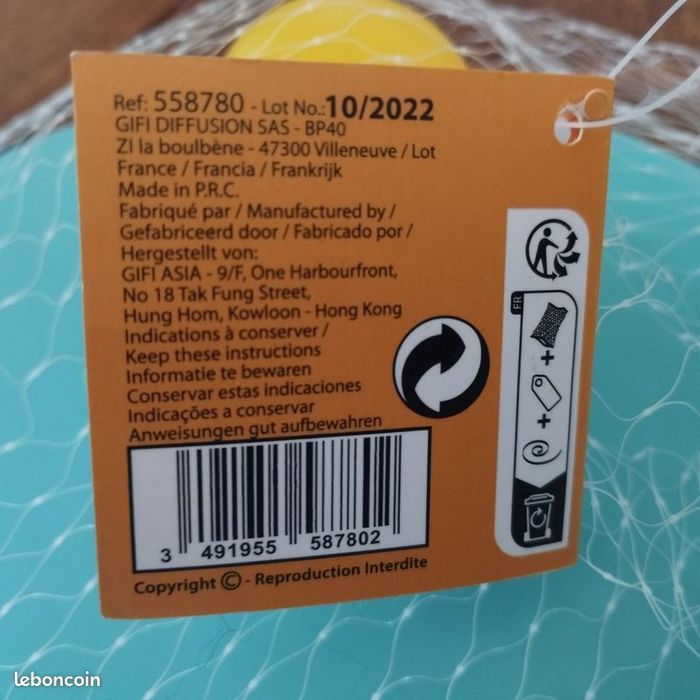 Ref: 558780 - Lot No.: 10/2022
GIFI DIFFUSION SAS - BP40
ZI la boulbène - 47300 Villeneuve / Lot
France / Francia / Frankrijk
Made in P.R.C.
Fabriqué par / Manufactured by /
Gefabriceerd door / Fabricado por /
Hergestellt von:
GIFI ASIA - 9/F, One Harbourfront,
No 18 Tak Fung Street,
Hung Hom, Kowloon - Hong Kong
Indications à conserver /
Keep these instructions
Informatie te bewaren
Conservar estas indicaciones
Indicações a conservar
Anweisungen gut aufbewahren
3 491955 587802
Copyright © - Reproduction Interdite
FR
+
+
leboncoin